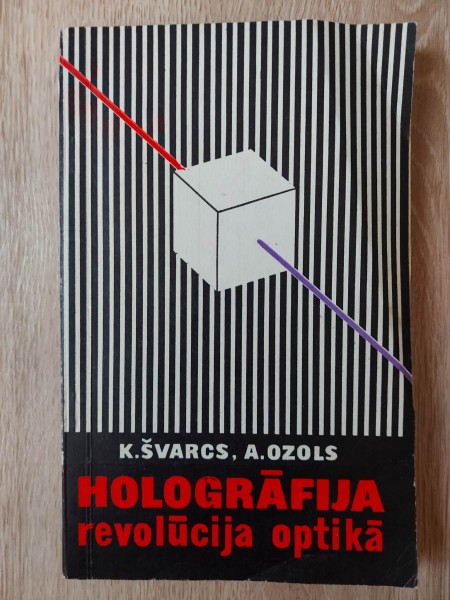 K.ŠVARCS, A.OZOLS
HOLOGRĀFIJA
revolūcija optikā